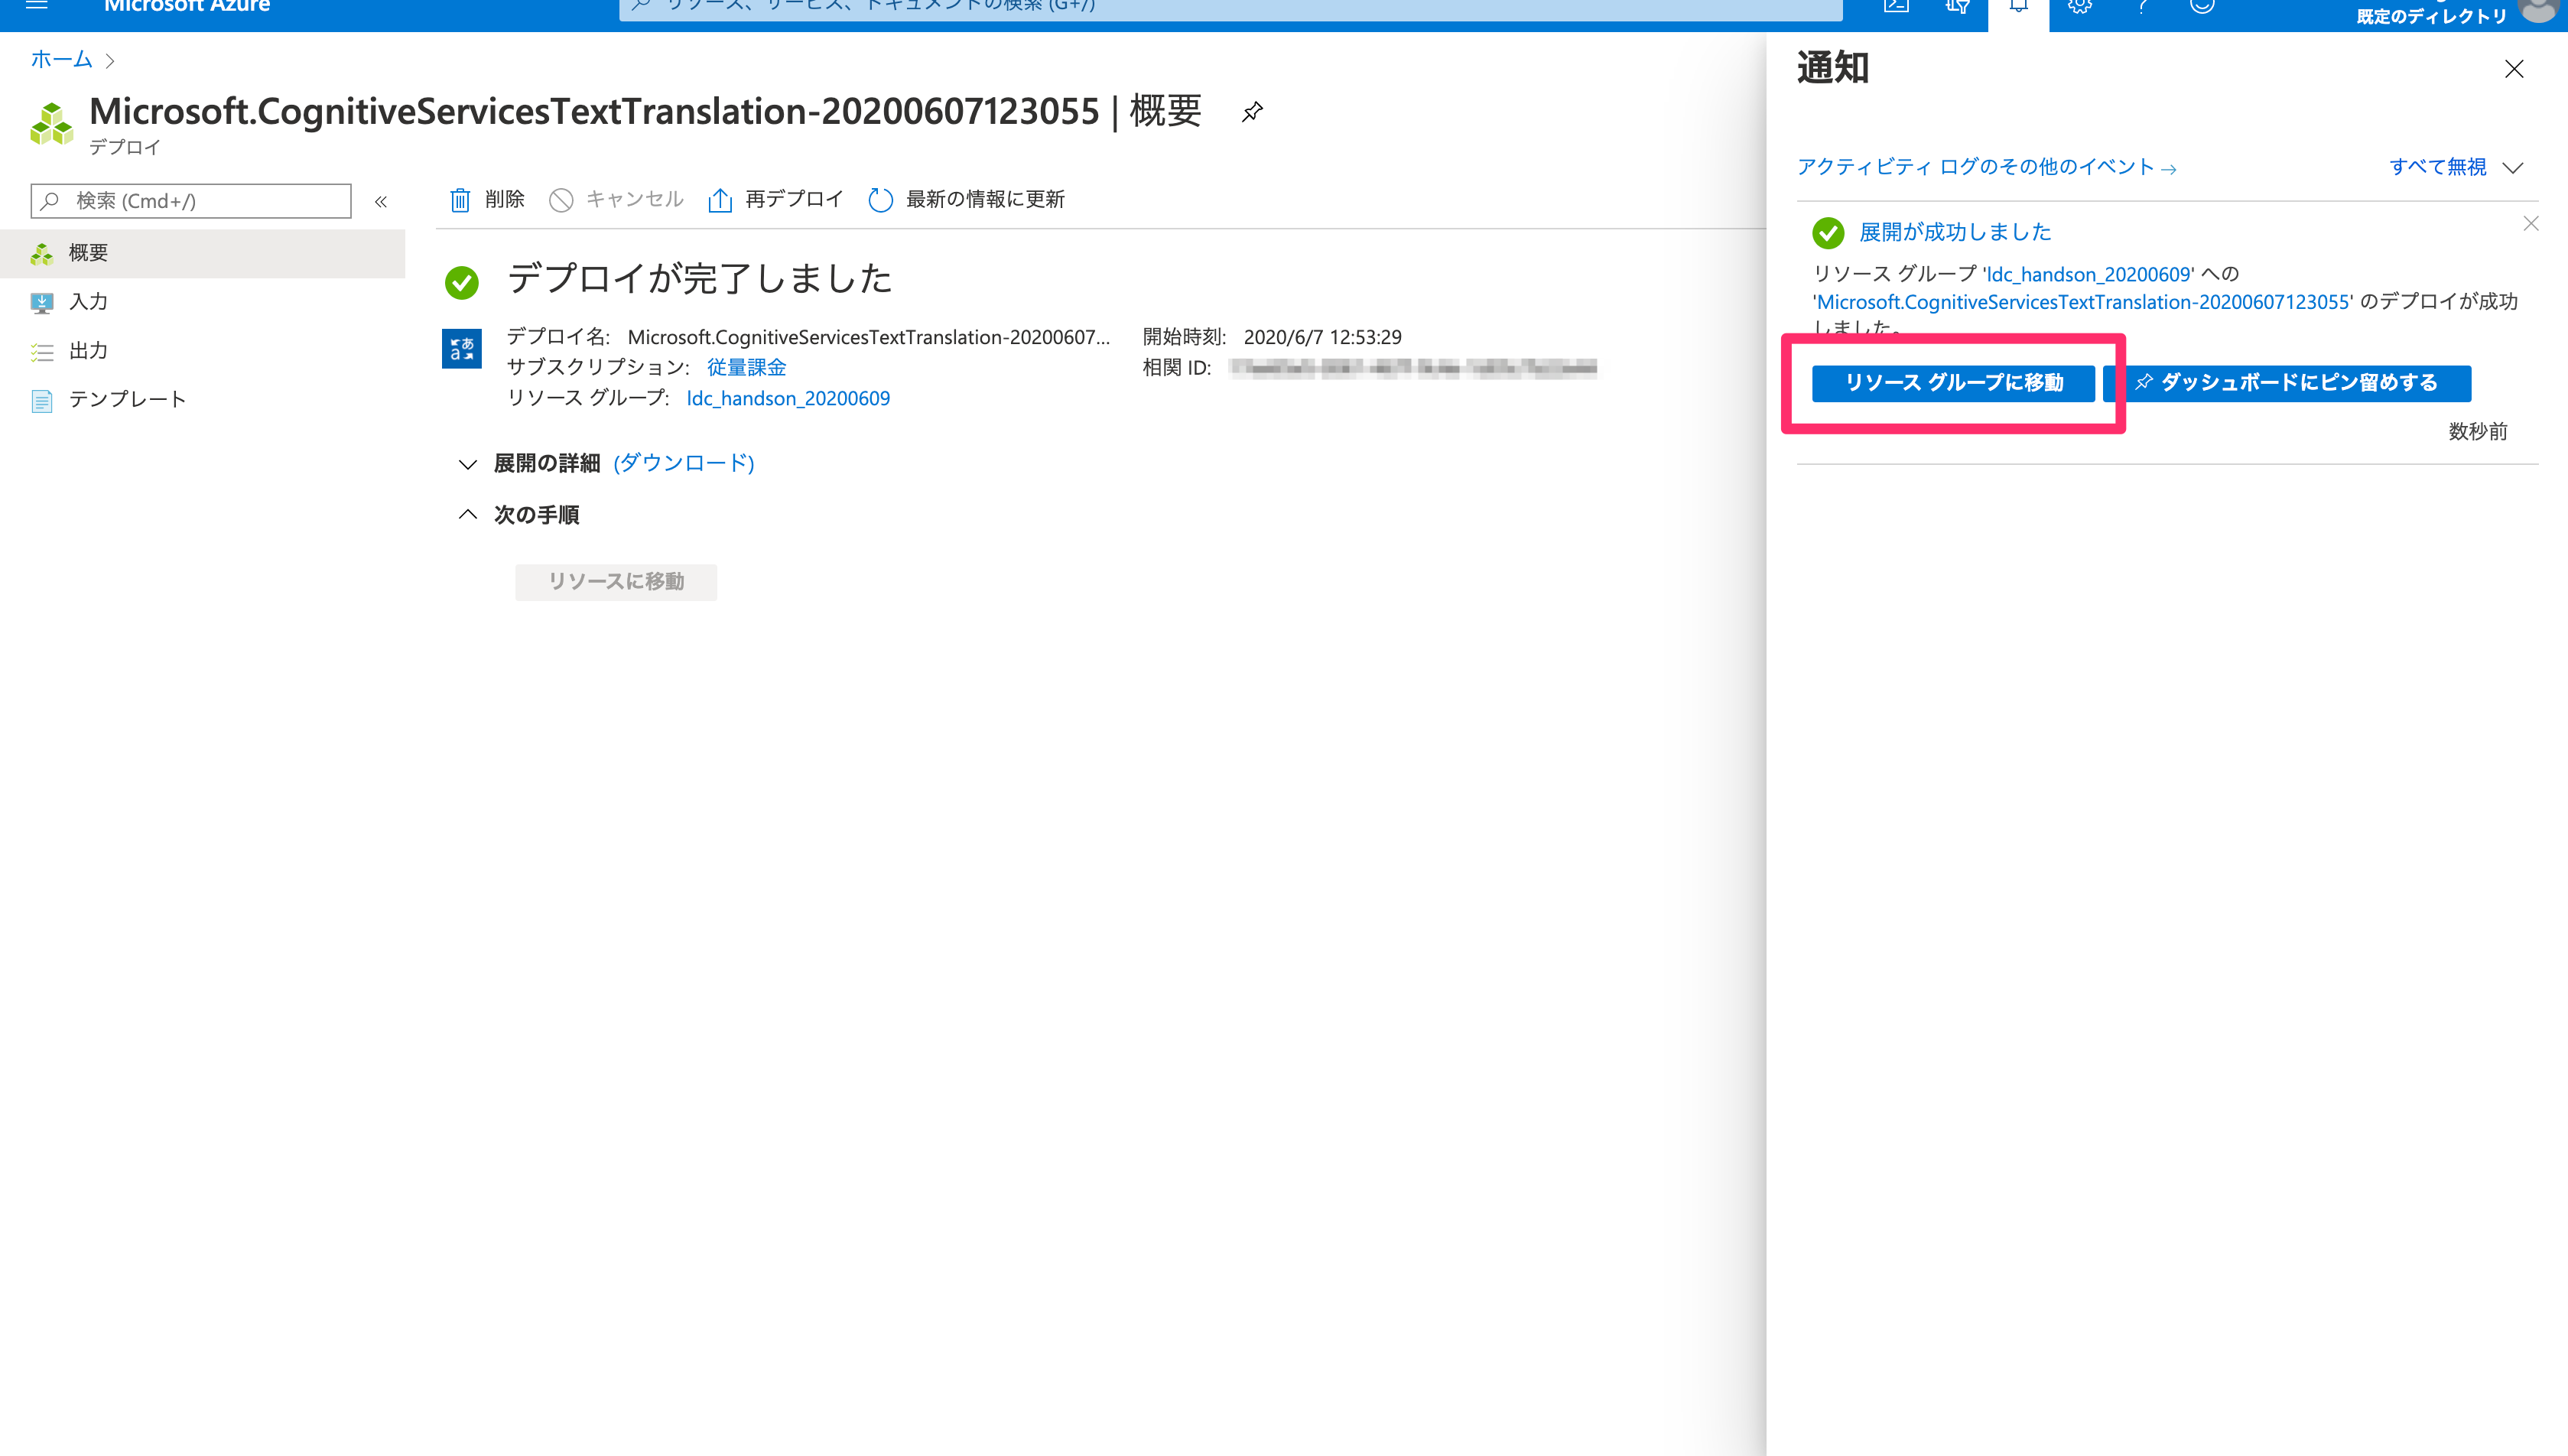 Microsoft Azure
リソース、サービス、ドキュメントの検索 (G+/)
既定のディレクトリ
ホーム
Microsoft.CognitiveServicesTextTranslation-20200607123055 | 概要
デプロイ
検索 (Cmd+/)
«
概要
入力
出力
テンプレート
削除
キャンセル
再デプロイ
最新の情報に更新
デプロイが完了しました
デプロイ名: Microsoft.CognitiveServicesTextTranslation-20200607...
開始時刻: 2020/6/7 12:53:29
サブスクリプション: 従量課金
相関 ID:
リソース グループ: ldc_handson_20200609
展開の詳細 (ダウンロード)
次の手順
リソースに移動
通知
アクティビティ ログのその他のイベント →
すべて無視
展開が成功しました
リソース グループ 'ldc_handson_20200609' への
'Microsoft.CognitiveServicesTextTranslation-20200607123055' のデプロイが成功
しました。
リソース グループに移動
ダッシュボードにピン留めする
数秒前